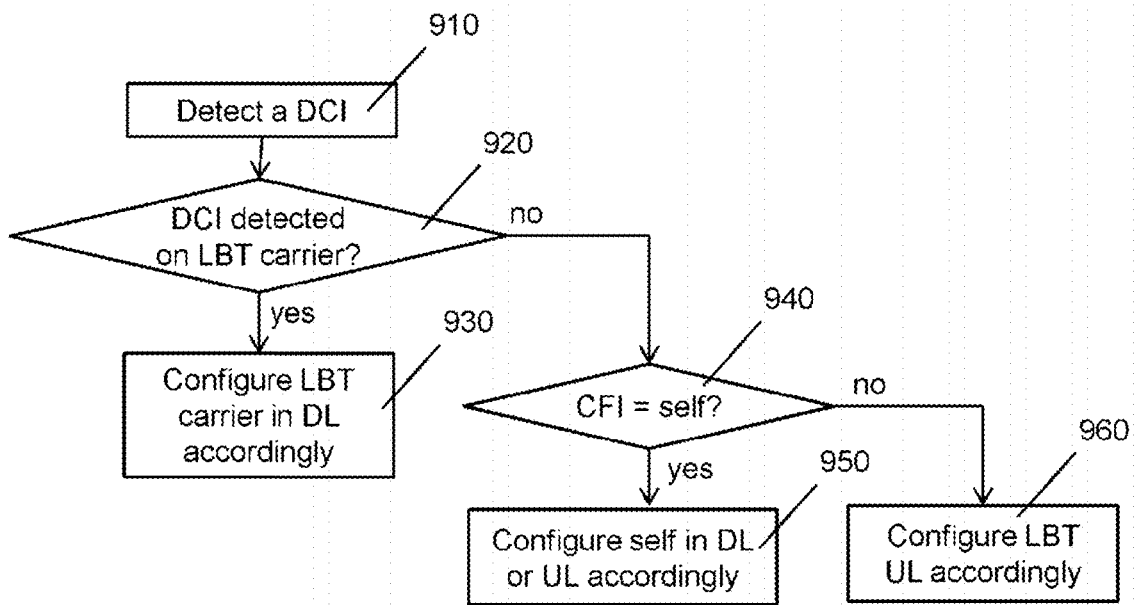 910
Detect a DCI
920
DCI detected
on LBT carrier?
no
yes
930
Configure LBT
carrier in DL
accordingly
940
CFI = self?
no
yes
950
Configure self in DL
or UL accordingly
960
Configure LBT
UL accordingly